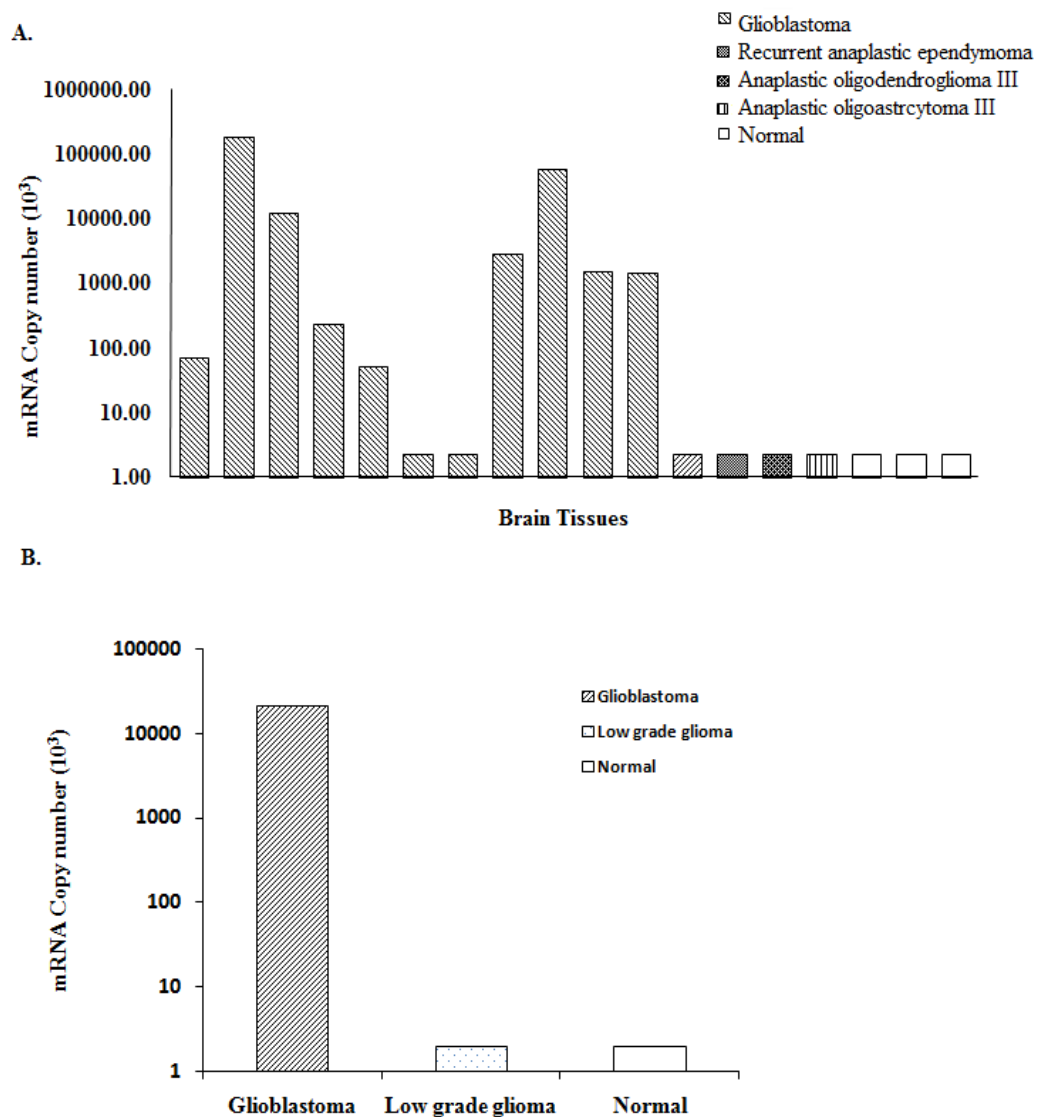 A.
Glioblastoma
Recurrent anaplastic ependymoma
Anaplastic oligodendroglioma III
Anaplastic oligoastrcytoma III
Normal
mRNA Copy number (10³)
1000000.00
100000.00
10000.00
1000.00
100.00
10.00
1.00
Brain Tissues
B.
mRNA Copy number (10³)
100000
10000
1000
100
10
1
Glioblastoma
Low grade glioma
Normal
Glioblastoma Low grade glioma Normal